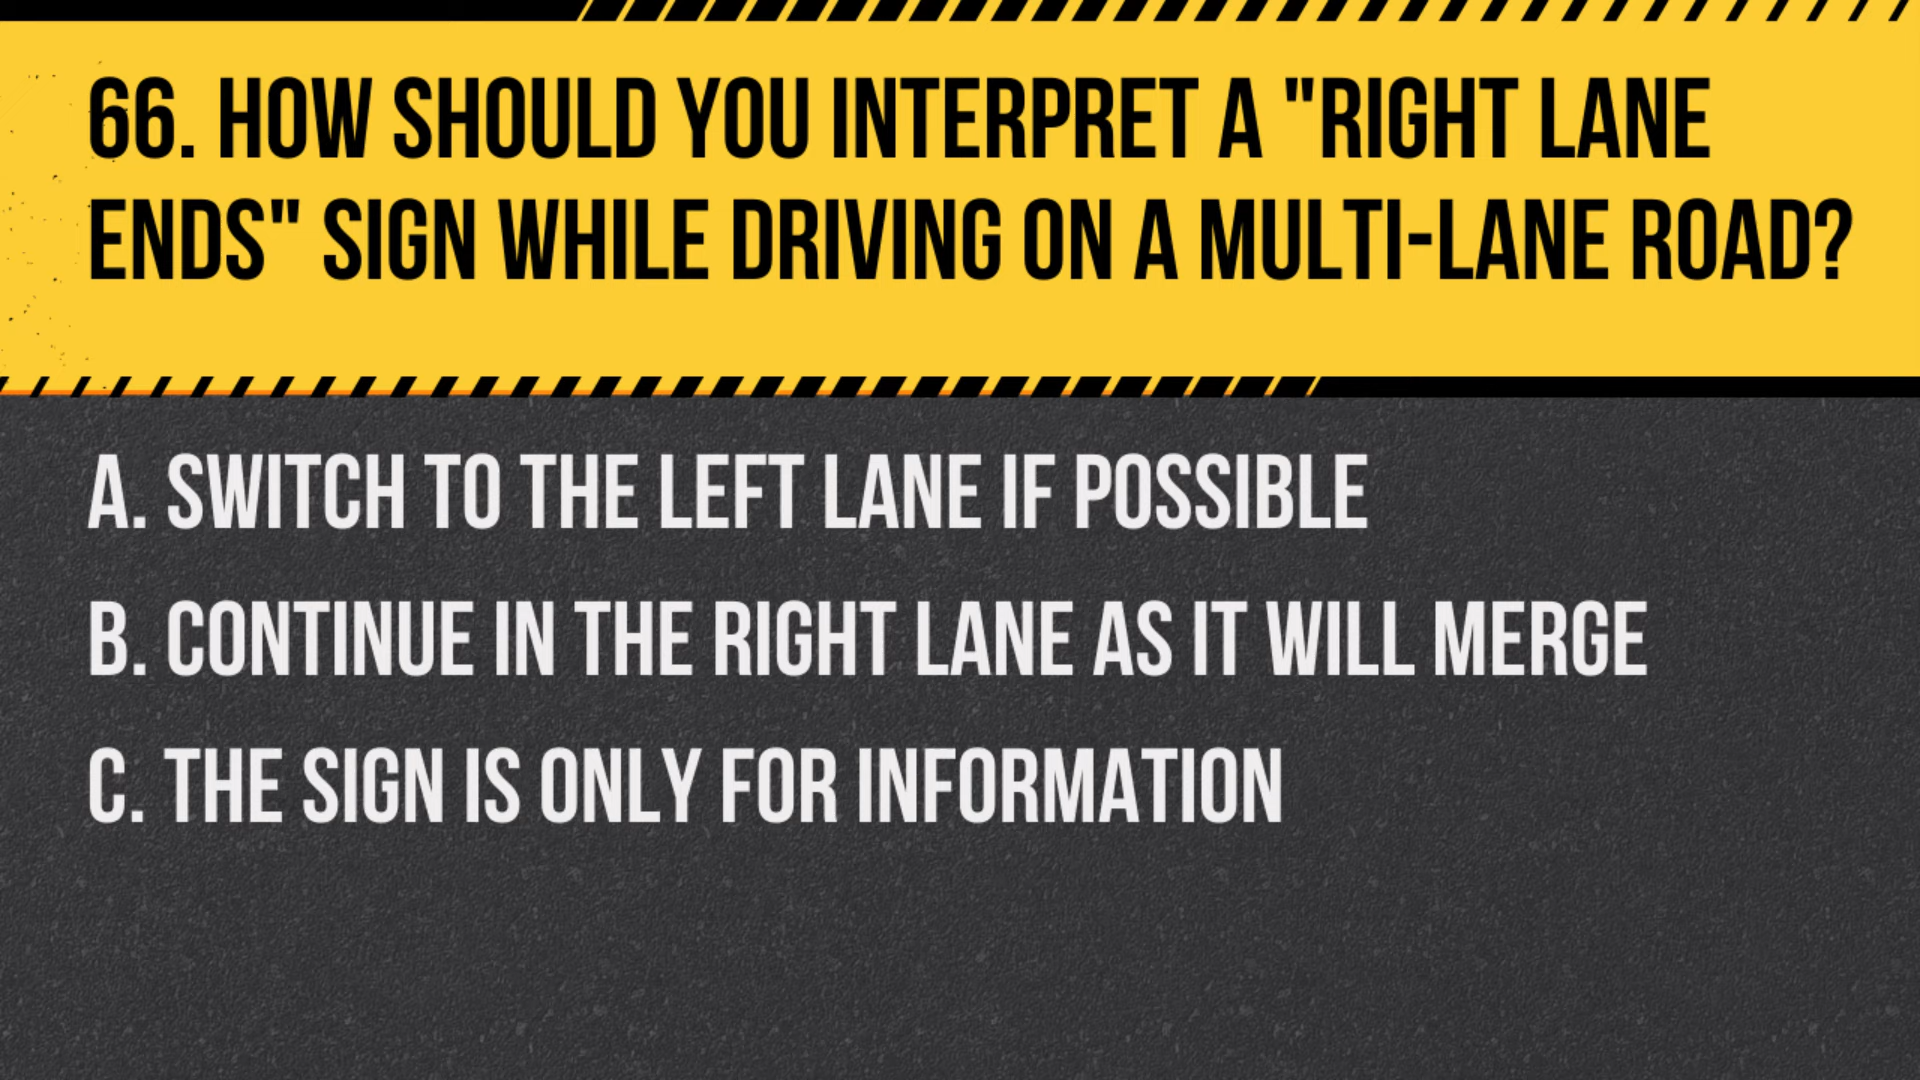 66. HOW SHOULD YOU INTERPRET A "RIGHT LANE
ENDS" SIGN WHILE DRIVING ON A MULTI-LANE ROAD?
A. SWITCH TO THE LEFT LANE IF POSSIBLE
B. CONTINUE IN THE RIGHT LANE AS IT WILL MERGE
C. THE SIGN IS ONLY FOR INFORMATION